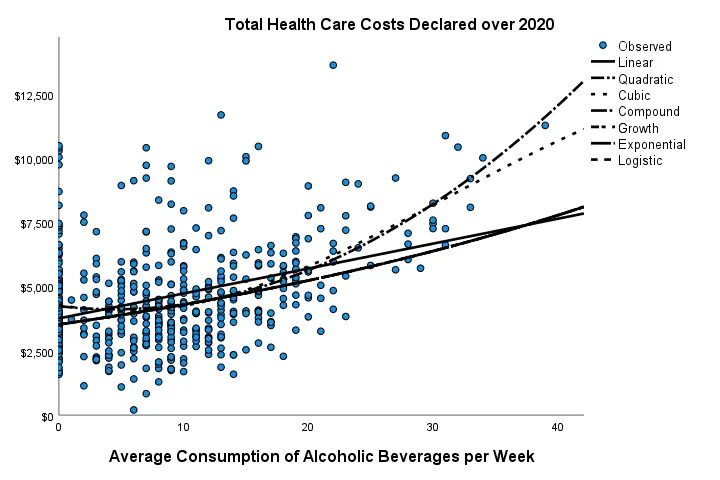 Total Health Care Costs Declared over 2020
Observed
Linear
Quadratic
Cubic
Compound
Growth
Exponential
Logistic
$12,500
$10,000
$7,500
$5,000
$2,500
$0
0 10 20 30 40
Average Consumption of Alcoholic Beverages per Week